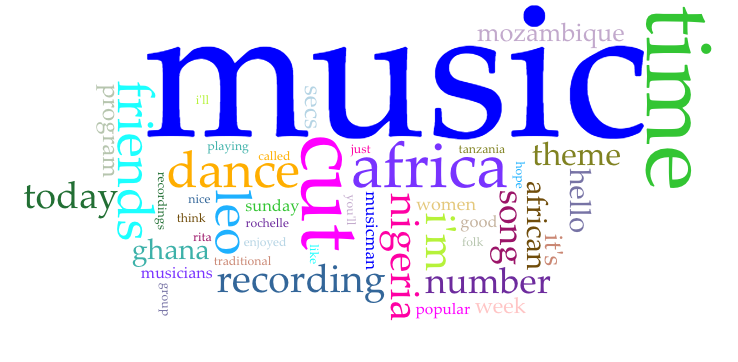 mozambique
music
time
i'll
secs
friends
program
playing
called
just
tanzania
cut
dance
africa
theme
today
recordings
nice
think
leo
sunday
rochelle
you'll
musicman
nigeria
women
i'm
good
folk
song
hope
african
hello
it's
rita
enjoyed
like
ghana
traditional
musicians
group
recording
number
popular
week